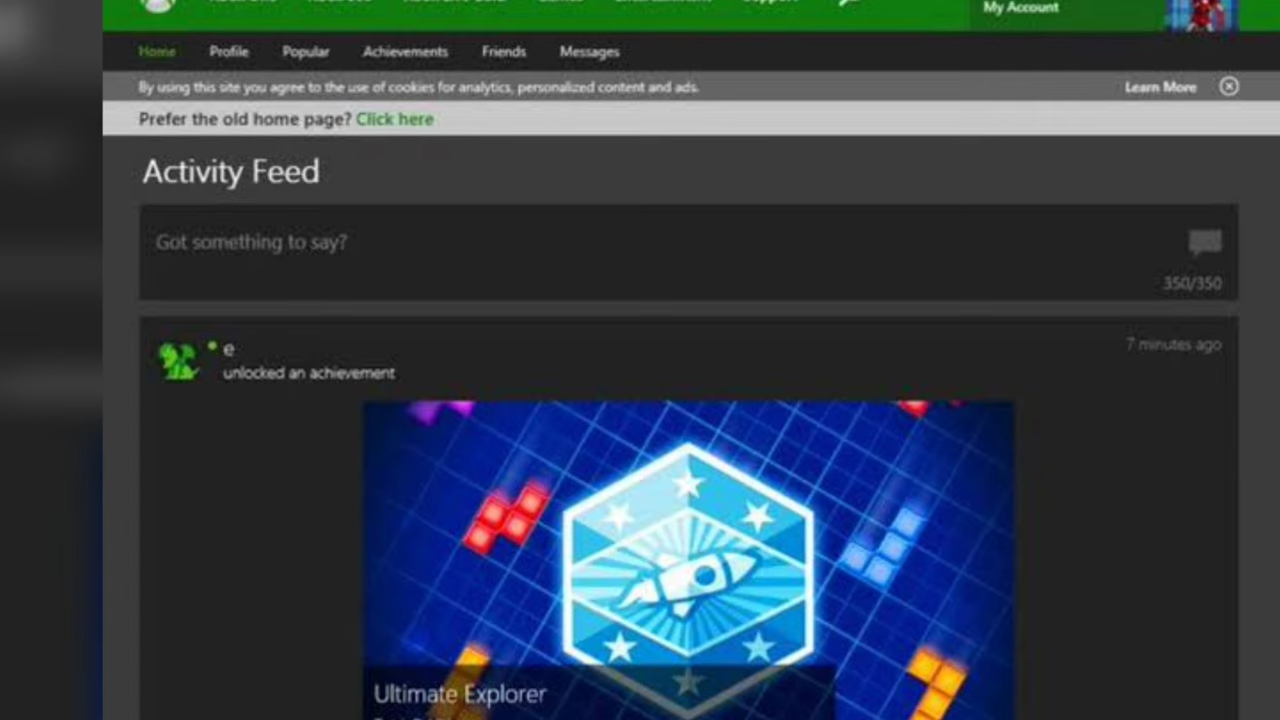 My Account
Home Profile Popular Achievements Friends Messages
By using this site you agree to the use of cookies for analytics, personalized content and ads.
Learn More
Prefer the old home page? Click here
Activity Feed
Got something to say?
350/350
e
7 minutes ago
unlocked an achievement
Ultimate Explorer